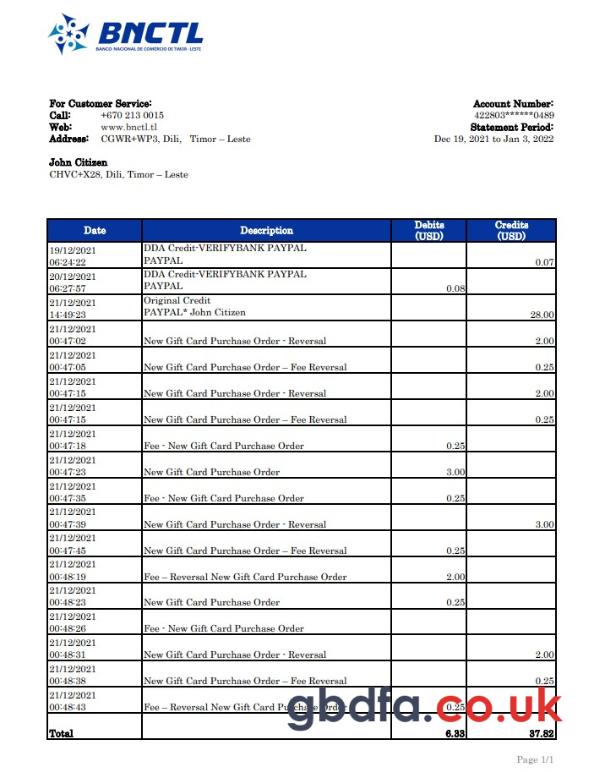 BNCTL
BANCO NACIONAL DE COMÉRCIO DE TIMOR- LESTE
For Customer Service:
Call: +670 213 0015
Web: www.bnctl.tl
Address: CGWR+WP3, Dili, Timor – Leste
Account Number:
422803******0489
Statement Period:
Dec 19, 2021 to Jan 3, 2022
John Citizen
CHVC+X28, Dili, Timor – Leste
Date Description Debits (USD) Credits (USD)
19/12/2021 DDA Credit-VERIFYBANK PAYPAL
06:24:22 PAYPAL 0.07
20/12/2021 DDA Credit-VERIFYBANK PAYPAL
06:27:57 PAYPAL 0.08
21/12/2021 Original Credit
14:49:23 PAYPAL* John Citizen 28.00
21/12/2021
00:47:02 New Gift Card Purchase Order - Reversal 2.00
21/12/2021
00:47:05 New Gift Card Purchase Order – Fee Reversal 0.25
21/12/2021
00:47:15 New Gift Card Purchase Order - Reversal 2.00
21/12/2021
00:47:15 New Gift Card Purchase Order – Fee Reversal 0.25
21/12/2021
00:47:18 Fee - New Gift Card Purchase Order 0.25
21/12/2021
00:47:23 New Gift Card Purchase Order 3.00
21/12/2021
00:47:35 Fee - New Gift Card Purchase Order 0.25
21/12/2021
00:47:39 New Gift Card Purchase Order - Reversal 3.00
21/12/2021
00:47:45 New Gift Card Purchase Order – Fee Reversal 0.25
21/12/2021
00:48:19 Fee – Reversal New Gift Card Purchase Order 2.00
21/12/2021
00:48:23 New Gift Card Purchase Order 0.25
21/12/2021
00:48:26 Fee - New Gift Card Purchase Order
21/12/2021
00:48:31 New Gift Card Purchase Order - Reversal 2.00
21/12/2021
00:48:38 New Gift Card Purchase Order – Fee Reversal 0.25
21/12/2021
00:48:43 Fee – Reversal New Gift Card Purchase Order 0.25
gbdfa.co.uk
Total 6.33 37.82
Page 1/1